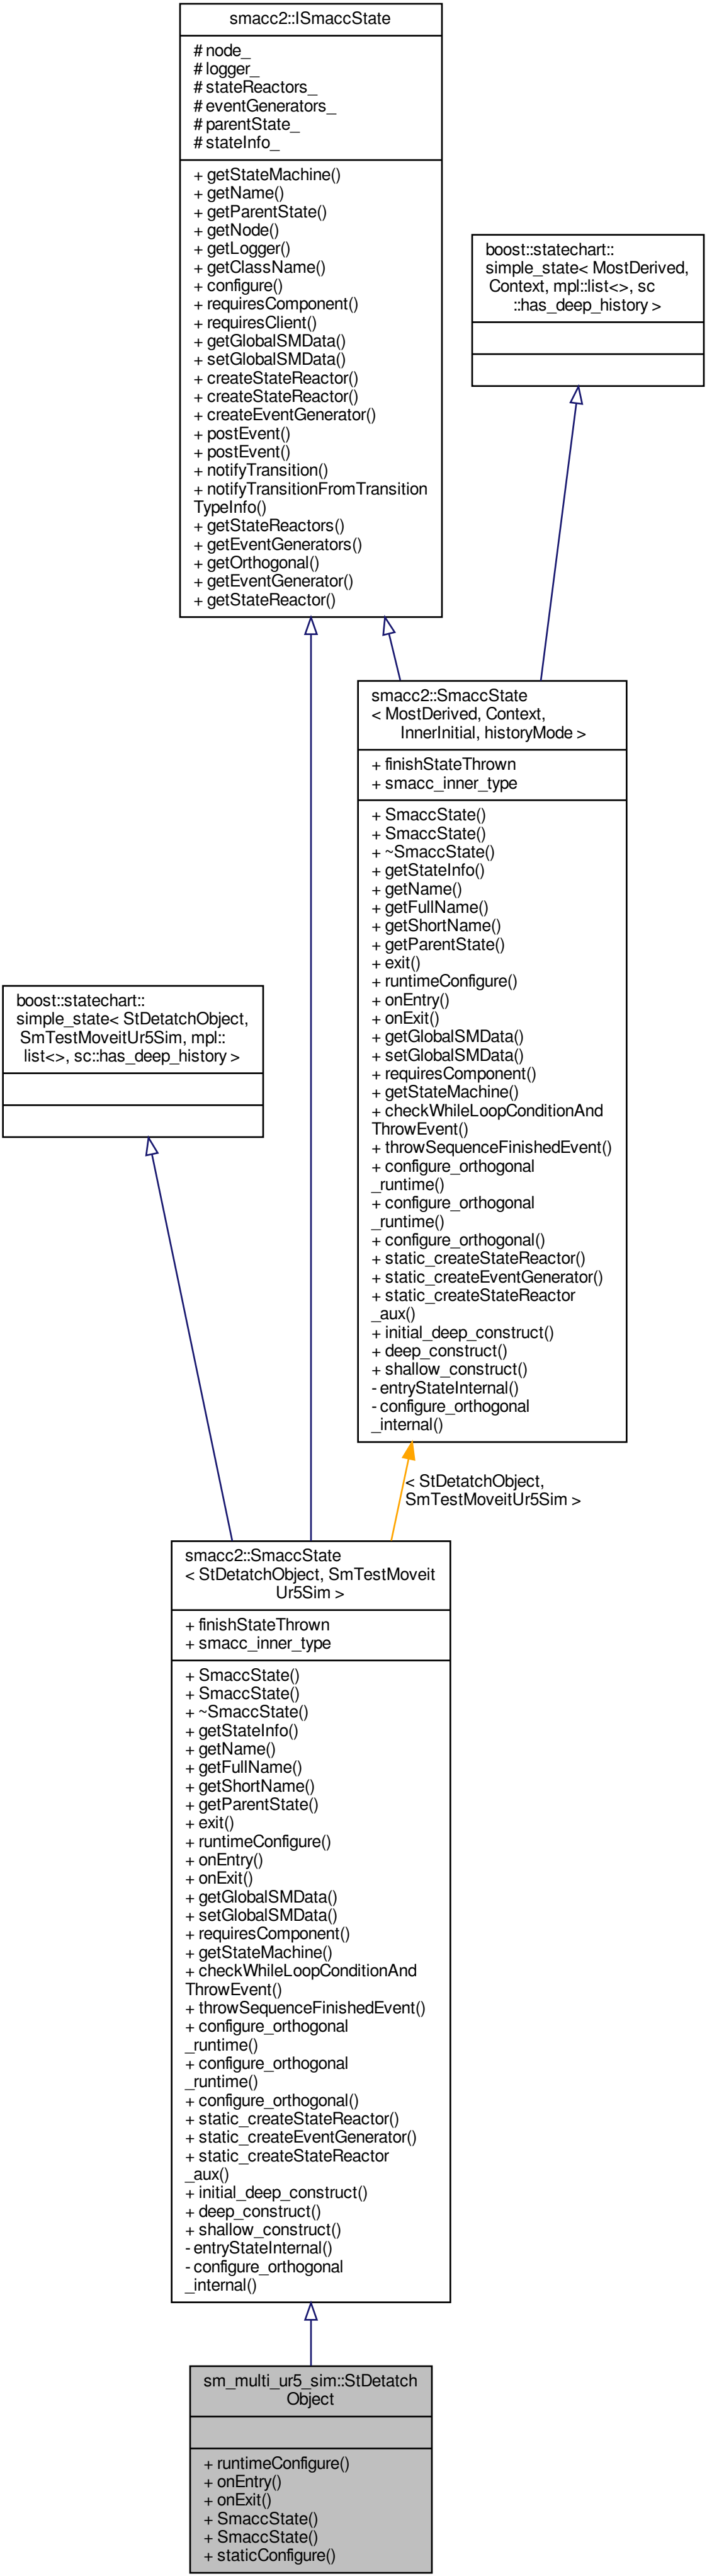 smacc2::ISmaccState
# node_
# logger_
# stateReactors_
# eventGenerators_
# parentState_
# stateInfo_
+ getStateMachine()
+ getName()
+ getParentState()
+ getNode()
+ getLogger()
+ getClassName()
+ configure()
+ requiresComponent()
+ requiresClient()
+ getGlobalSMData()
+ setGlobalSMData()
+ createStateReactor()
+ createStateReactor()
+ createEventGenerator()
+ postEvent()
+ postEvent()
+ notifyTransition()
+ notifyTransitionFromTransition
TypeInfo()
+ getStateReactors()
+ getEventGenerators()
+ getOrthogonal()
+ getEventGenerator()
+ getStateReactor()
boost::statechart::
simple_state< MostDerived,
Context, mpl::list<>, sc
::has_deep_history >
smacc2::SmaccState
< MostDerived, Context,
InnerInitial, historyMode >
+ finishStateThrown
+ smacc_inner_type
+ SmaccState()
+ SmaccState()
+ ~SmaccState()
+ getStateInfo()
+ getName()
+ getFullName()
+ getShortName()
+ getParentState()
+ exit()
+ runtimeConfigure()
+ onEntry()
+ onExit()
+ getGlobalSMData()
+ setGlobalSMData()
+ requiresComponent()
+ getStateMachine()
+ checkWhileLoopConditionAnd
ThrowEvent()
+ throwSequenceFinishedEvent()
+ configure_orthogonal
_runtime()
+ configure_orthogonal
_runtime()
+ configure_orthogonal()
+ static_createStateReactor()
+ static_createEventGenerator()
+ static_createStateReactor
_aux()
+ initial_deep_construct()
+ deep_construct()
+ shallow_construct()
- entryStateInternal()
- configure_orthogonal
_internal()
boost::statechart::
simple_state< StDetatchObject,
SmTestMoveitUr5Sim, mpl::
list<>, sc::has_deep_history >
< StDetatchObject,
SmTestMoveitUr5Sim >
smacc2::SmaccState
< StDetatchObject, SmTestMoveit
Ur5Sim >
+ finishStateThrown
+ smacc_inner_type
+ SmaccState()
+ SmaccState()
+ ~SmaccState()
+ getStateInfo()
+ getName()
+ getFullName()
+ getShortName()
+ getParentState()
+ exit()
+ runtimeConfigure()
+ onEntry()
+ onExit()
+ getGlobalSMData()
+ setGlobalSMData()
+ requiresComponent()
+ getStateMachine()
+ checkWhileLoopConditionAnd
ThrowEvent()
+ throwSequenceFinishedEvent()
+ configure_orthogonal
_runtime()
+ configure_orthogonal
_runtime()
+ configure_orthogonal()
+ static_createStateReactor()
+ static_createEventGenerator()
+ static_createStateReactor
_aux()
+ initial_deep_construct()
+ deep_construct()
+ shallow_construct()
- entryStateInternal()
- configure_orthogonal
_internal()
sm_multi_ur5_sim::StDetatch
Object
+ runtimeConfigure()
+ onEntry()
+ onExit()
+ SmaccState()
+ SmaccState()
+ staticConfigure()